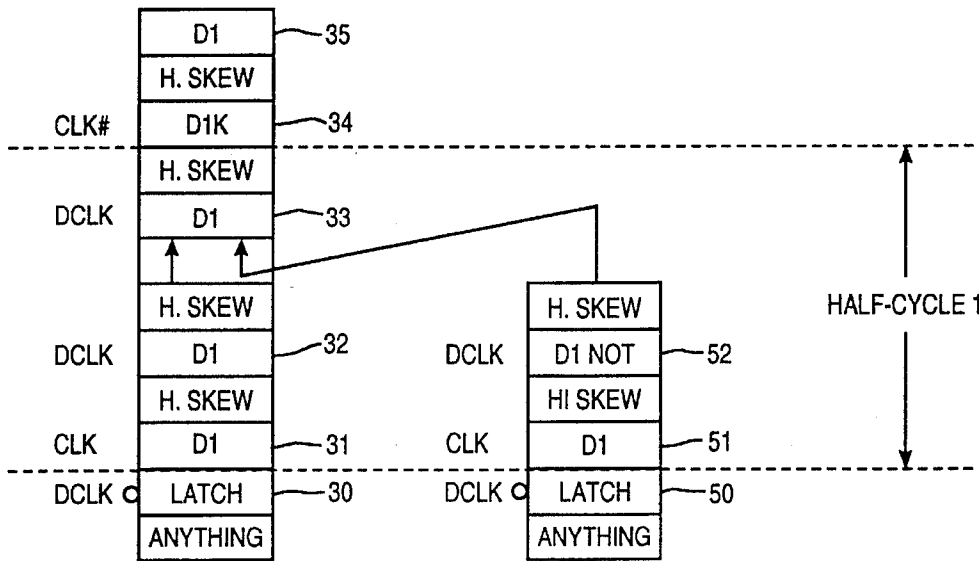 D1 35
H. SKEW
CLK# D1K 34
H. SKEW
DCLK D1 33
H. SKEW H. SKEW HALF-CYCLE 1
DCLK D1 32 DCLK D1 NOT 52
H. SKEW HI SKEW
CLK D1 31 CLK D1 51
DCLK LATCH 30 DCLK LATCH 50
ANYTHING ANYTHING